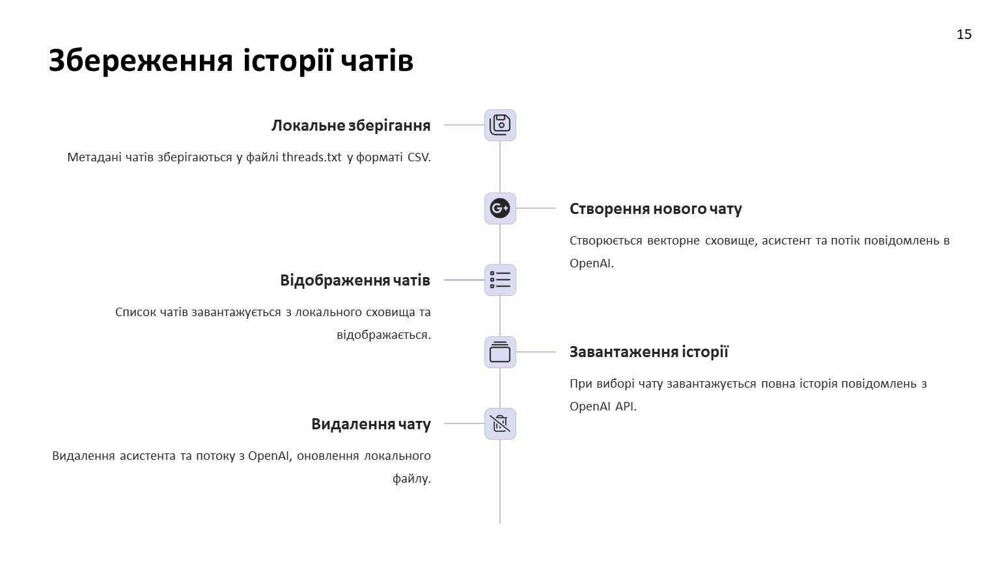 15
Збереження історії чатів
Локальне зберігання
Метадані чатів зберігаються у файлі threads.txt у форматі CSV.
G+
Створення нового чату
Створюється векторне сховище, асистент та потік повідомлень в
OpenAI.
Відображення чатів
Список чатів завантажується з локального сховища та
відображається.
Завантаження історії
При виборі чату завантажується повна історія повідомлень з
OpenAI API.
Видалення чату
Видалення асистента та потоку з OpenAI, оновлення локального
файлу.